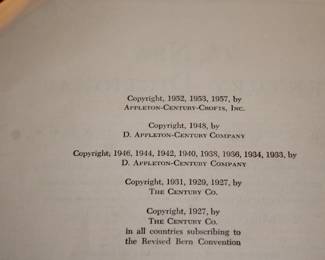 Copyright, 1952, 1953, 1957, by
APPLETON-CENTURY-CROFTS, INC.
Copyright, 1948, by
D. APPLETON-CENTURY COMPANY
Copyright, 1946, 1944, 1942, 1940, 1938, 1936, 1934, 1933, by
D. APPLETON-CENTURY COMPANY
Copyright, 1931, 1929, 1927, by
THE CENTURY CO.
Copyright, 1927, by
THE CENTURY CO.
in all countries subscribing to
the Revised Bern Convention